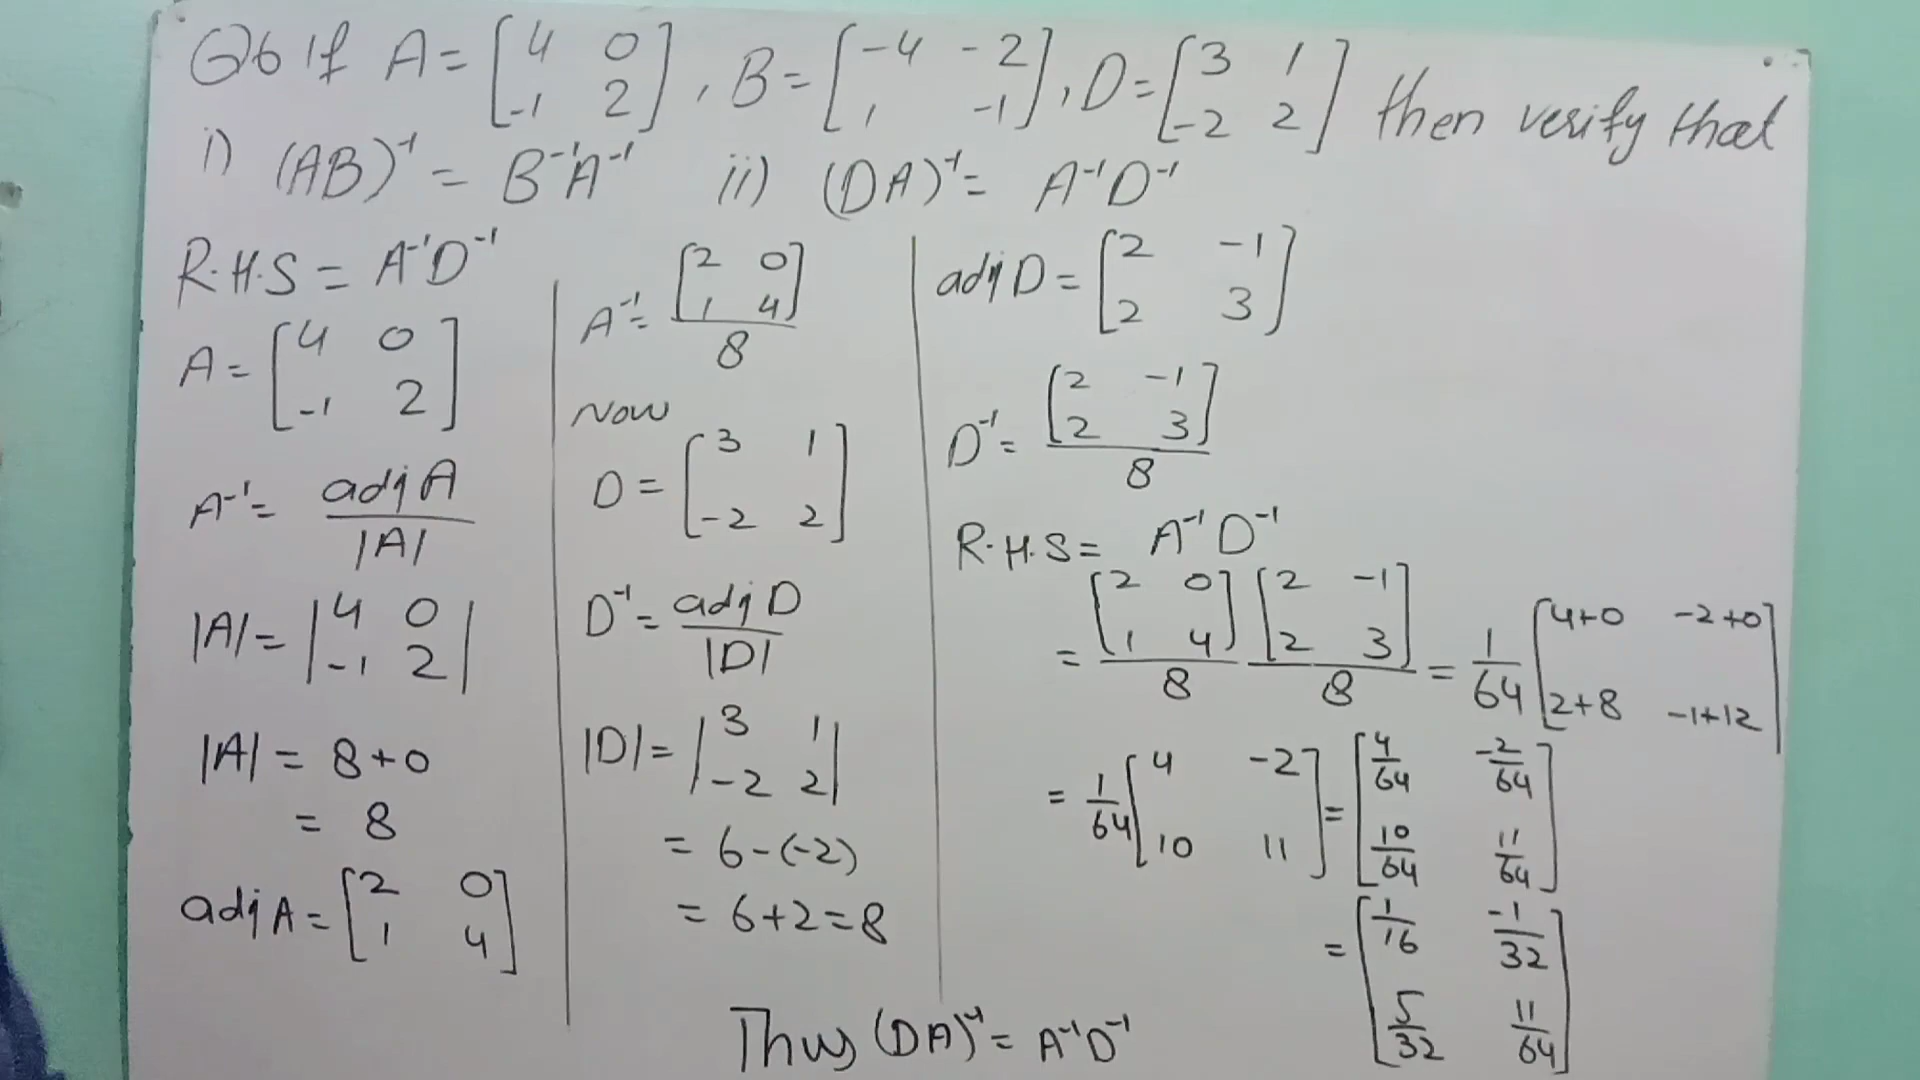 Q6 If A = [4 0 -1 2], B = [-4 -2 1 -1], D = [3 1 -2 2] then verify that
i) (AB)⁻¹ = B⁻¹A⁻¹ ii) (DA)⁻¹ = A⁻¹D⁻¹
R.H.S = A⁻¹D⁻¹
A = [4 0 -1 2]
A⁻¹ = adj A / |A|
|A| = |4 0 -1 2|
|A| = 8+0
= 8
adj A = [2 0 1 4]
A⁻¹ = [2 0 1 4] / 8
Now
D = [3 1 -2 2]
D⁻¹ = adj D / |D|
|D| = |3 1 -2 2|
= 6-(-2)
= 6+2=8
adj D = [2 -1 2 3]
D⁻¹ = [2 -1 2 3] / 8
R.H.S = A⁻¹ D⁻¹
= [2 0 1 4] / 8 [2 -1 2 3] / 8 = 1/64 [4+0 -2+0 2+8 -1+12]
= 1/64 [4 -2 10 11] = [4/64 -2/64 10/64 11/64]
= [1/16 -1/32 5/32 11/64]
Thus (DA)⁻¹ = A⁻¹D⁻¹